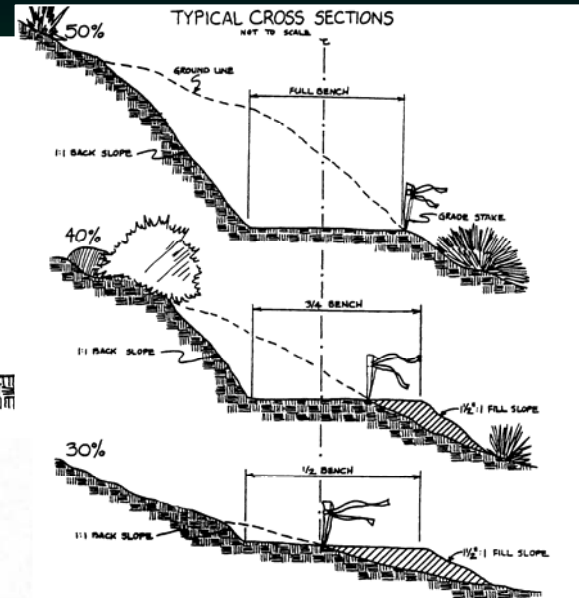 TYPICAL CROSS SECTIONS
NOT TO SCALE
50%
GROUND LINE
FULL BENCH
1:1 BACK SLOPE
GRADE STAKE
40%
3/4 BENCH
1:1 BACK SLOPE
1½":1 FILL SLOPE
30%
1/2 BENCH
1:1 BACK SLOPE
1½":1 FILL SLOPE